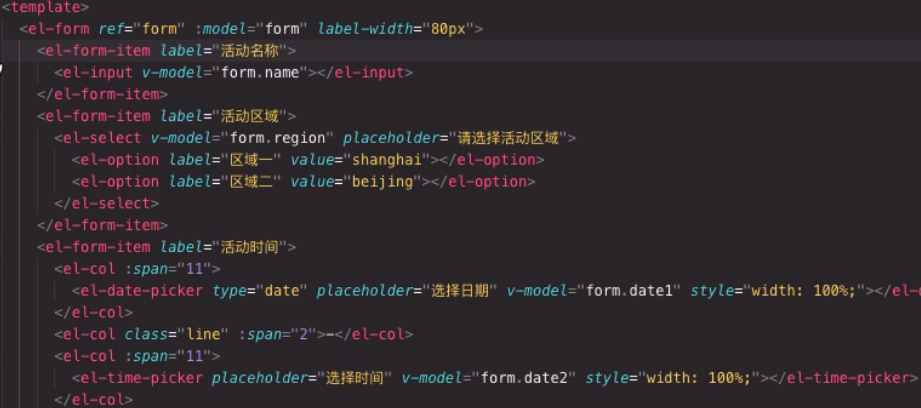 <template>
<el-form ref="form" :model="form" label-width="80px">
<el-form-item label="活动名称">
<el-input v-model="form.name"></el-input>
</el-form-item>
<el-form-item label="活动区域">
<el-select v-model="form.region" placeholder="请选择活动区域">
<el-option label="区域一" value="shanghai"></el-option>
<el-option label="区域二" value="beijing"></el-option>
</el-select>
</el-form-item>
<el-form-item label="活动时间">
<el-col :span="11">
<el-date-picker type="date" placeholder="选择日期" v-model="form.date1" style="width: 100%;"></el-
</el-col>
<el-col class="line" :span="2">-</el-col>
<el-col :span="11">
<el-time-picker placeholder="选择时间" v-model="form.date2" style="width: 100%;"></el-time-picker>
</el-col>